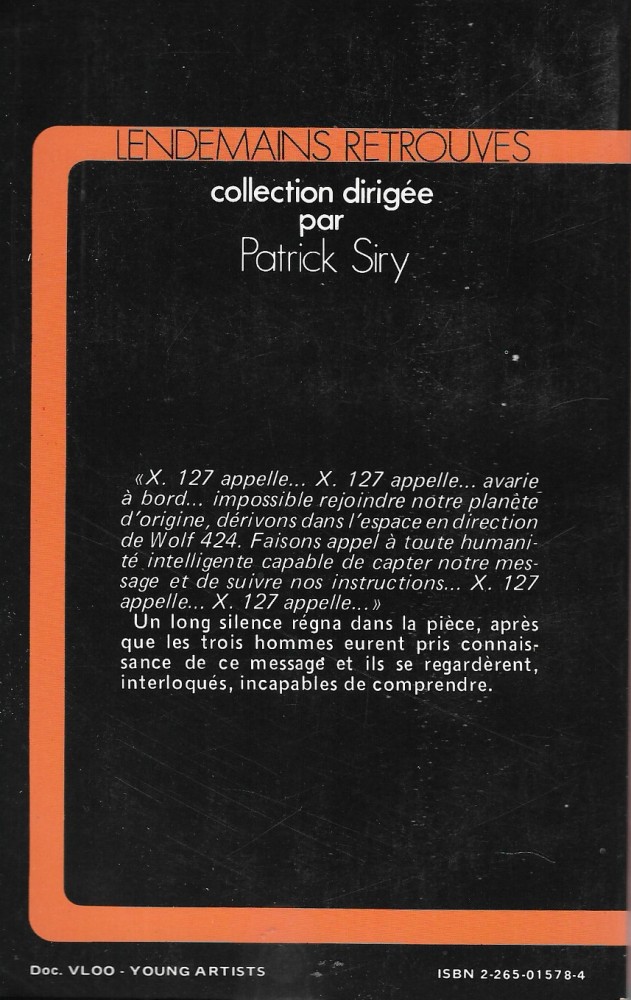 LENDEMAINS RETROUVES
collection dirigée
par
Patrick Siry
«X. 127 appelle... X. 127 appelle... avarie
à bord... impossible rejoindre notre planète
d'origine, dérivons dans l'espace en direction
de Wolf 424. Faisons appel à toute humani-
té intelligente capable de capter notre mes-
sage et de suivre nos instructions... X. 127
appelle... X. 127 appelle...»
Un long silence régna dans la pièce, après
que les trois hommes eurent pris connais-
sance de ce message et ils se regardèrent,
interloqués, incapables de comprendre.
Doc. VLOO - YOUNG ARTISTS
ISBN 2-265-01578-4